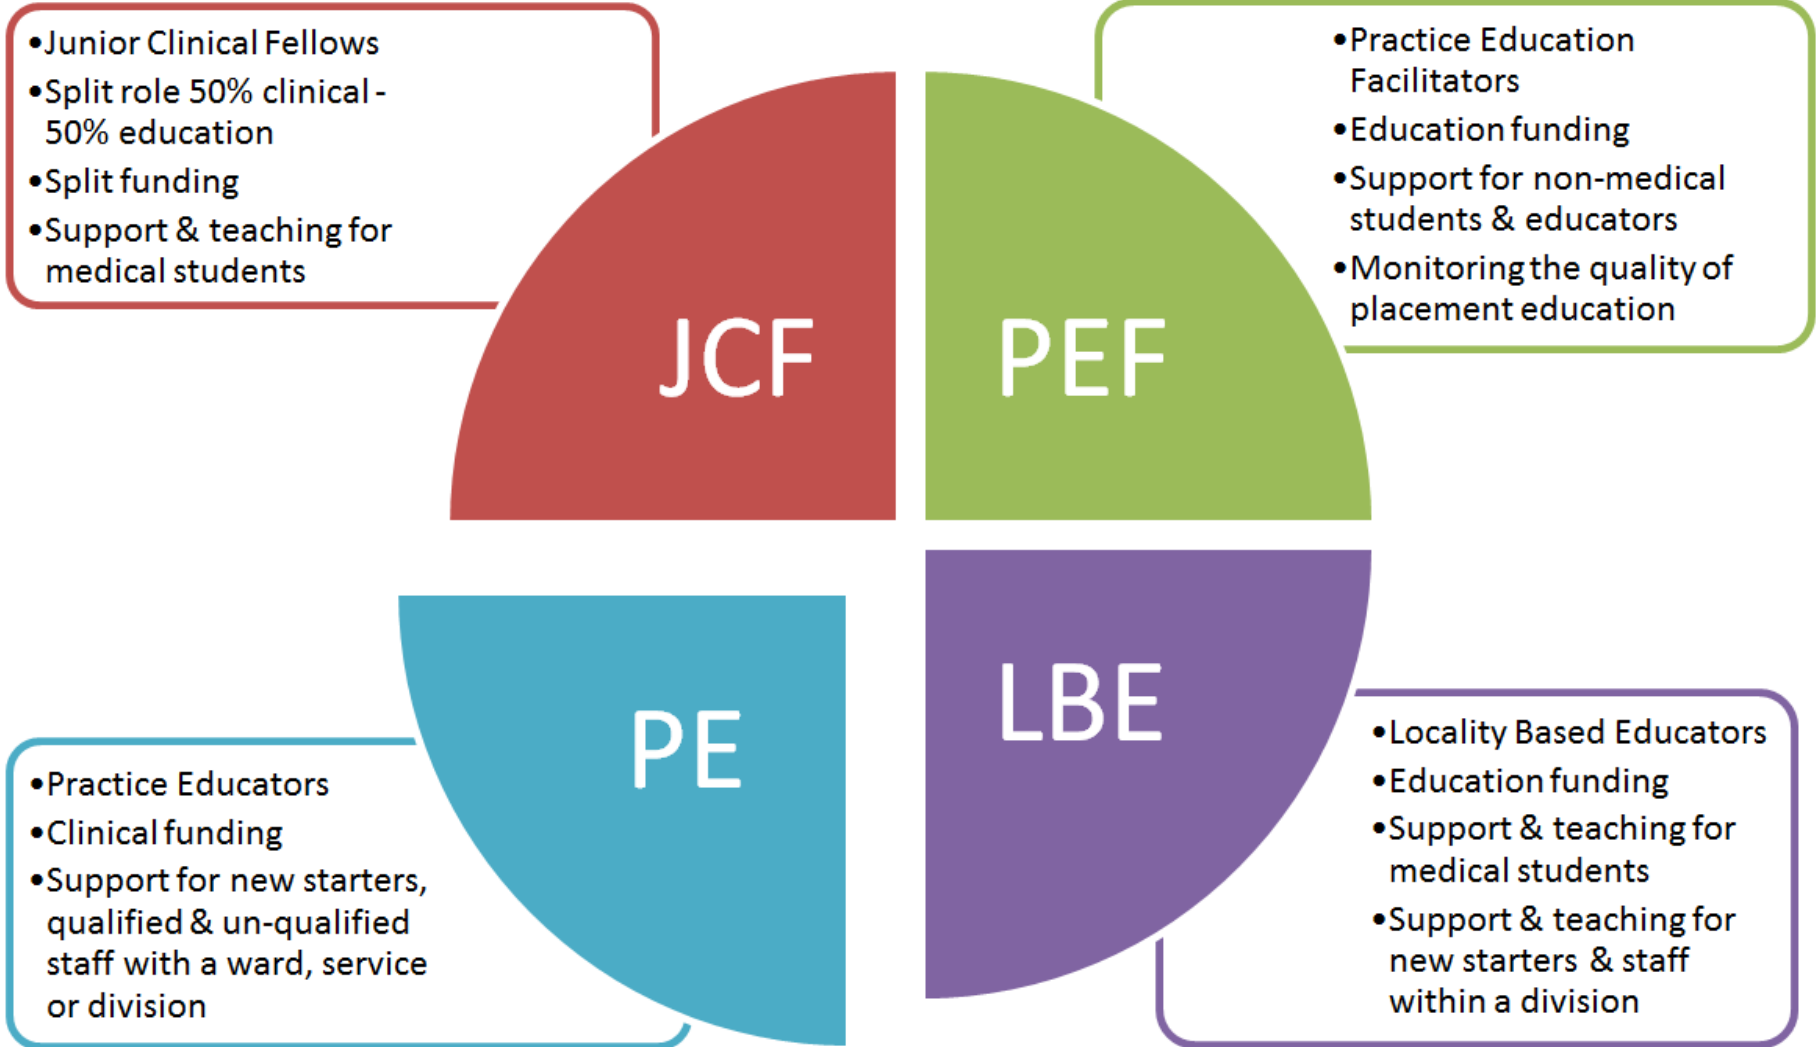 •Junior Clinical Fellows
•Split role 50% clinical -
50% education
•Split funding
•Support & teaching for
medical students
JCF
•Practice Education
Facilitators
•Education funding
•Support for non-medical
students & educators
•Monitoring the quality of
placement education
PEF
•Practice Educators
•Clinical funding
•Support for new starters,
qualified & un-qualified
staff with a ward, service
or division
PE
LBE
•Locality Based Educators
•Education funding
•Support & teaching for
medical students
•Support & teaching for
new starters & staff
within a division